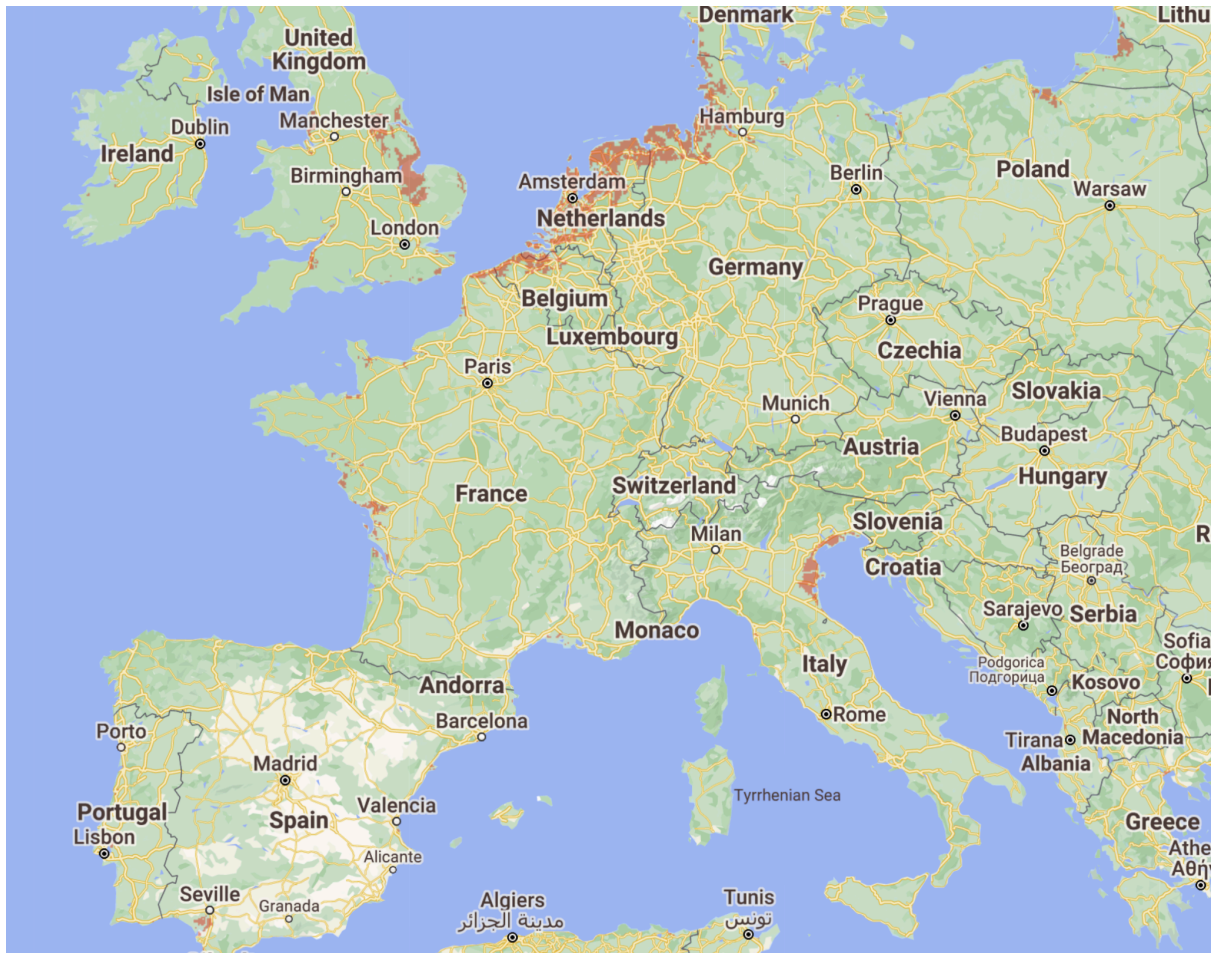 Denmark
Lithu
United
Kingdom
Isle of Man
Manchester
Hamburg
Dublin
Ireland
Birmingham
Amsterdam
Berlin
Poland
Warsaw
Netherlands
London
Germany
Belgium
Prague
Luxembourg
Czechia
Paris
Slovakia
Munich
Vienna
Austria
Budapest
Hungary
Switzerland
France
Slovenia
Milan
R
Belgrade
Београд
Croatia
Sarajevo
Serbia
Monaco
Sofia
София
Italy
Podgorica
Подгорица
Kosovo
Andorra
Barcelona
Rome
North
Macedonia
Porto
Tirana
Albania
Madrid
Tyrrhenian Sea
Valencia
Portugal
Spain
Greece
Lisbon
Athe
Αθήν
Alicante
Seville
Granada
Algiers
مدينة الجزائر
Tunis
تونس